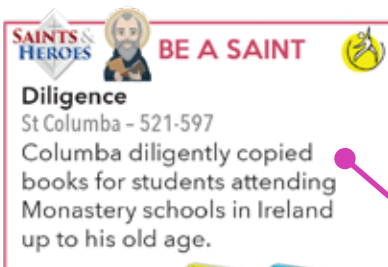 SAINTS &
HEROES
BE A SAINT
Diligence
St Columba – 521-597
Columba diligently copied
books for students attending
Monastery schools in Ireland
up to his old age.